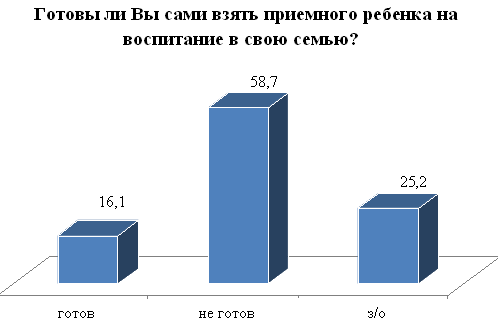 Готовы ли Вы сами взять приемного ребенка на
воспитание в свою семью?
58,7
25,2
16,1
готов
не готов
з/о